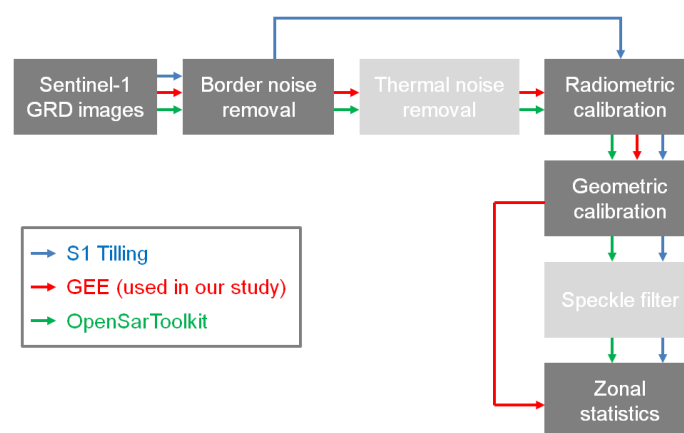 Sentinel-1
GRD images
Border noise
removal
Thermal noise
removal
Radiometric
calibration
Geometric
calibration
S1 Tilling
GEE (used in our study)
OpenSarToolkit
Speckle filter
Zonal
statistics